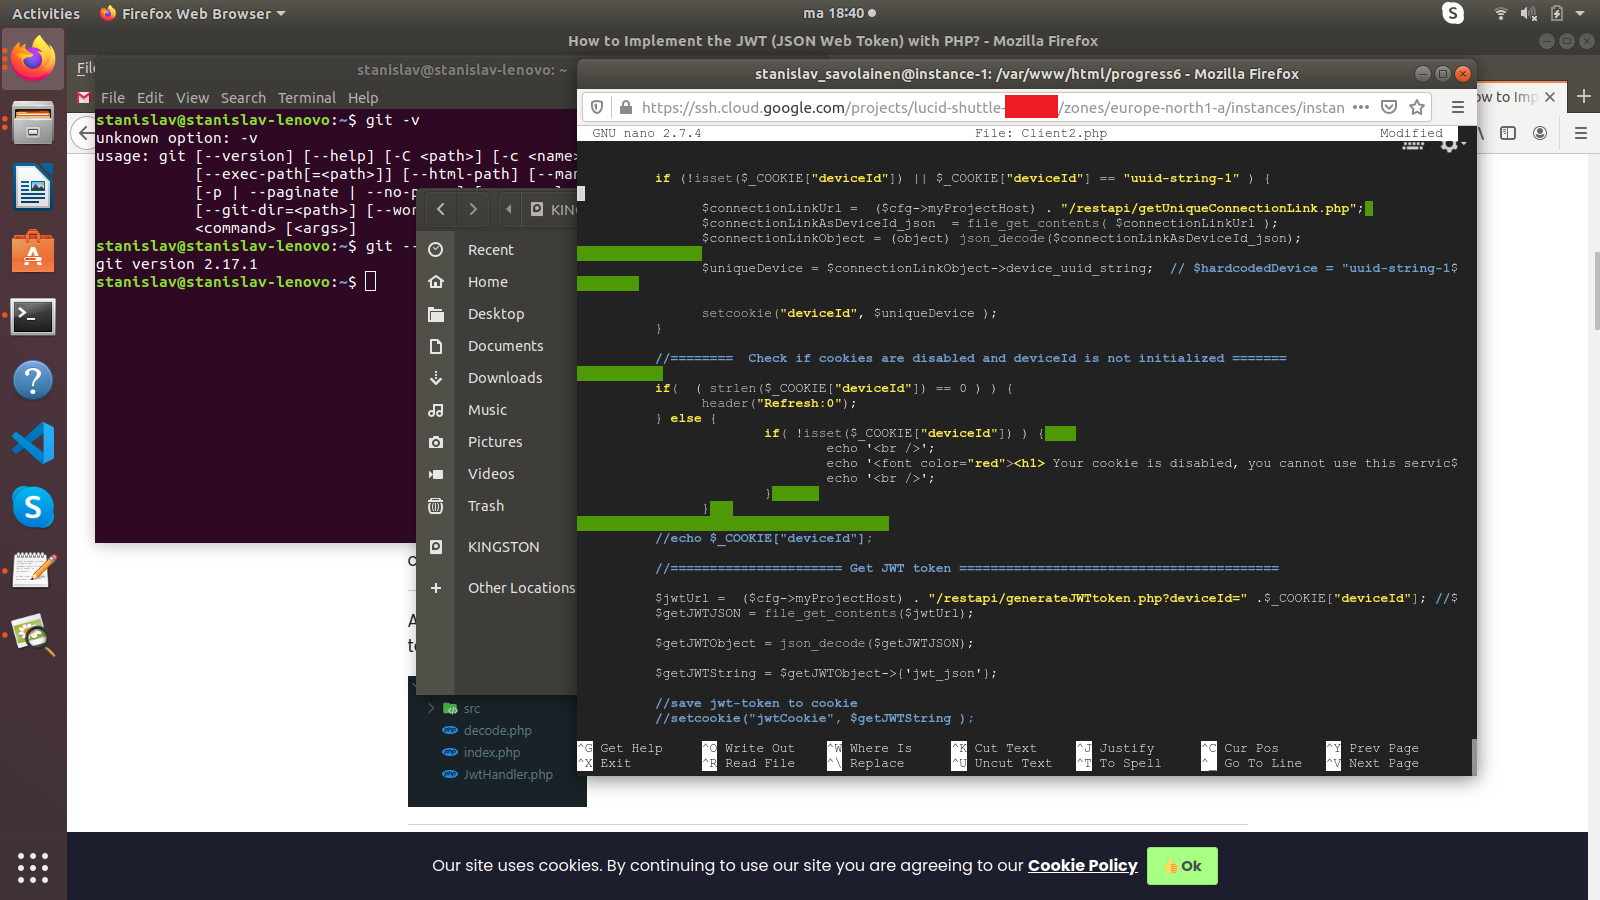 Activities
Firefox Web Browser
ma 18:40
How to Implement the JWT (JSON Web Token) with PHP? - Mozilla Firefox
stanislav@stanislav-lenovo: ~
File Edit View Search Terminal Help
stanislav@stanislav-lenovo:~$ git -v
unknown option: -v
usage: git [--version] [--help] [-C <path>] [-c <name>
[--exec-path[=<path>]] [--html-path] [--man
[-p | --paginate | --no-p
[--git-dir=<path>] [--wor
<command> [<args>]
stanislav@stanislav-lenovo:~$ git --
git version 2.17.1
stanislav@stanislav-lenovo:~$
KING
Recent
Home
Desktop
Documents
Downloads
Music
Pictures
Videos
Trash
KINGSTON
Other Locations
src
decode.php
index.php
JwtHandler.php
stanislav_savolainen@instance-1: /var/www/html/progress6 - Mozilla Firefox
https://ssh.cloud.google.com/projects/lucid-shuttle-
/zones/europe-north1-a/instances/instan
ow to Imp
GNU nano 2.7.4 File: Client2.php Modified
if (!isset($_COOKIE["deviceId"]) || $_COOKIE["deviceId"] == "uuid-string-1" ) {
$connectionLinkUrl =  ($cfg->myProjectHost) . "/restapi/getUniqueConnectionLink.php";
$connectionLinkAsDeviceId_json  = file_get_contents( $connectionLinkUrl );
$connectionLinkObject = (object) json_decode($connectionLinkAsDeviceId_json);
$uniqueDevice = $connectionLinkObject->device_uuid_string;  // $hardcodedDevice = "uuid-string-1$
setcookie("deviceId", $uniqueDevice );
}
//========  Check if cookies are disabled and deviceId is not initialized =======
if(  ( strlen($_COOKIE["deviceId"]) == 0 ) ) {
header("Refresh:0");
} else {
if( !isset($_COOKIE["deviceId"]) ) {
echo '<br />';
echo '<font color="red"><h1> Your cookie is disabled, you cannot use this servic$
echo '<br />';
}
}
//echo $_COOKIE["deviceId"];
//====================== Get JWT token =========================================
$jwtUrl =  ($cfg->myProjectHost) . "/restapi/generateJWTtoken.php?deviceId=" .$_COOKIE["deviceId"]; //$
$getJWTJSON = file_get_contents($jwtUrl);
$getJWTObject = json_decode($getJWTJSON);
$getJWTString = $getJWTObject->{'jwt_json'};
//save jwt-token to cookie
//setcookie("jwtCookie", $getJWTString );
^G Get Help ^O Write Out ^W Where Is ^K Cut Text ^J Justify ^C Cur Pos ^Y Prev Page
^X Exit ^R Read File ^\ Replace ^U Uncut Text ^T To Spell ^_ Go To Line ^V Next Page
Our site uses cookies. By continuing to use our site you are agreeing to our Cookie Policy
👍Ok